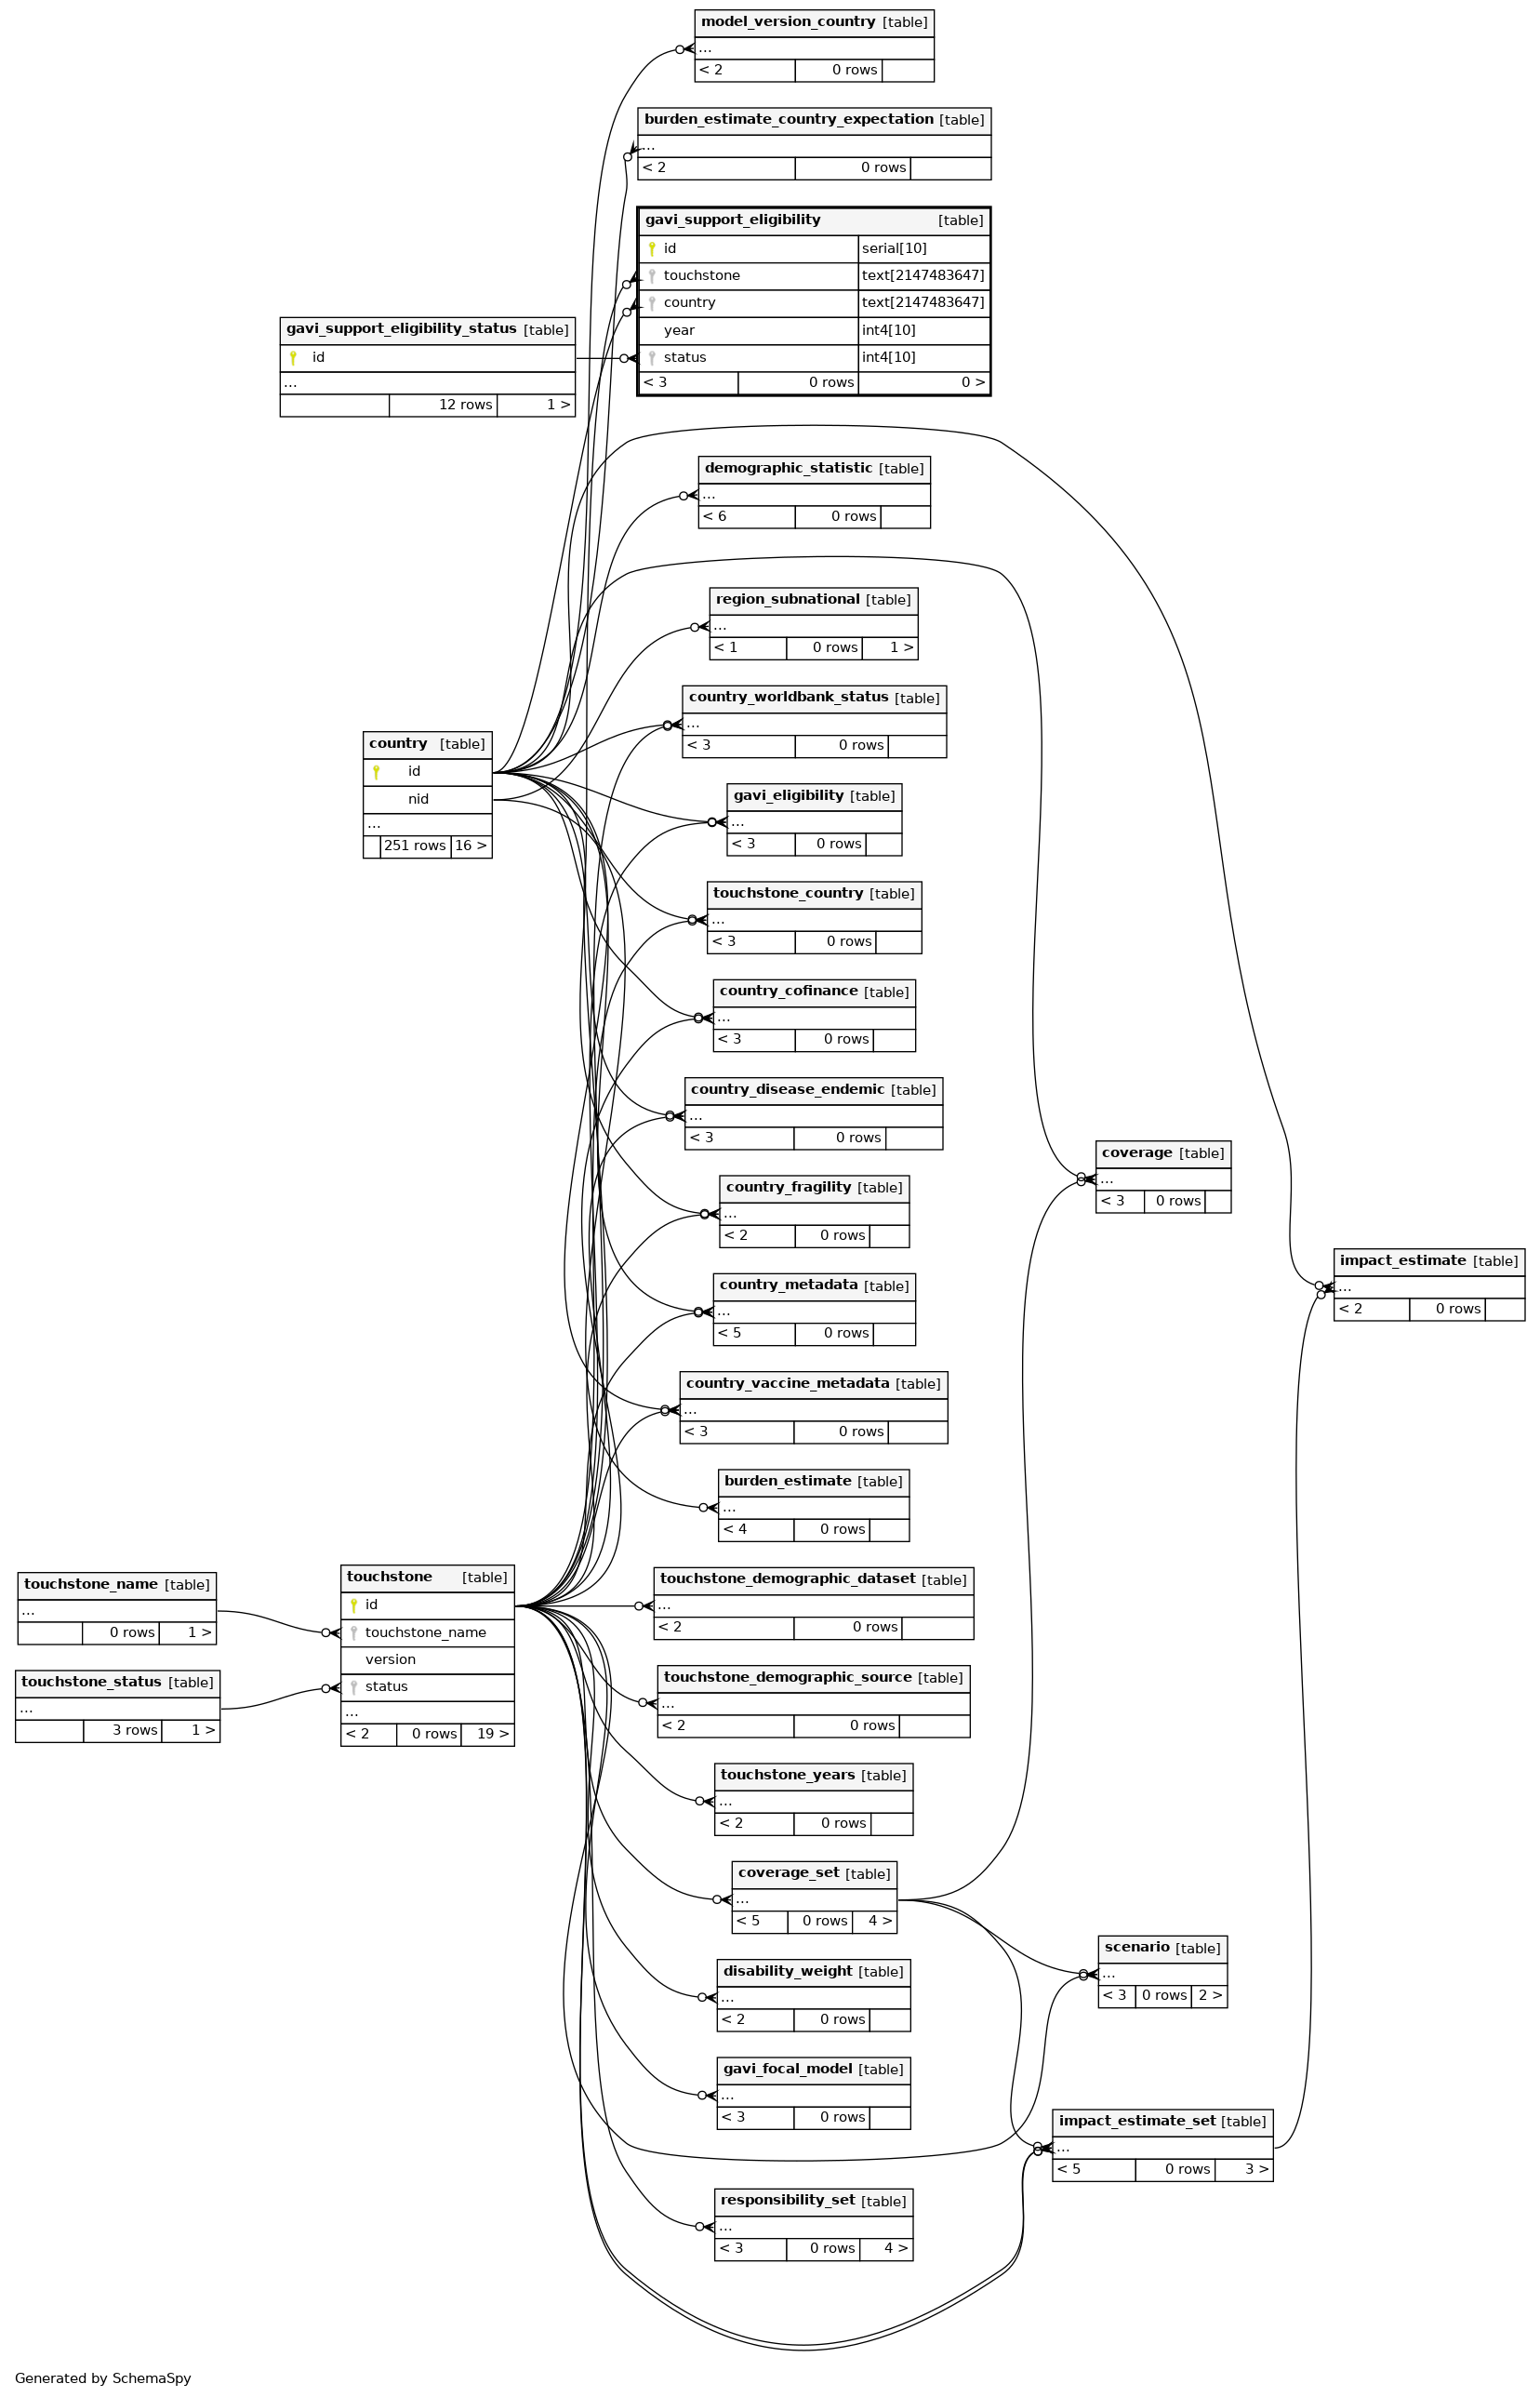 model_version_country [table]
...
< 2 0 rows
burden_estimate_country_expectation [table]
...
< 2 0 rows
gavi_support_eligibility [table]
id serial[10]
touchstone text[2147483647]
country text[2147483647]
year int4[10]
status int4[10]
< 3 0 rows 0 >
gavi_support_eligibility_status [table]
id
...
12 rows 1 >
demographic_statistic [table]
...
< 6 0 rows
region_subnational [table]
...
< 1 0 rows 1 >
country_worldbank_status [table]
...
< 3 0 rows
country [table]
id
nid
...
251 rows 16 >
gavi_eligibility [table]
...
< 3 0 rows
touchstone_country [table]
...
< 3 0 rows
country_cofinance [table]
...
< 3 0 rows
country_disease_endemic [table]
...
< 3 0 rows
coverage [table]
...
< 3 0 rows
country_fragility [table]
...
< 2 0 rows
impact_estimate [table]
...
< 2 0 rows
country_metadata [table]
...
< 5 0 rows
country_vaccine_metadata [table]
...
< 3 0 rows
burden_estimate [table]
...
< 4 0 rows
touchstone_name [table]
...
0 rows 1 >
touchstone_status [table]
...
3 rows 1 >
touchstone [table]
id
touchstone_name
version
status
...
< 2 0 rows 19 >
touchstone_demographic_dataset [table]
...
< 2 0 rows
touchstone_demographic_source [table]
...
< 2 0 rows
touchstone_years [table]
...
< 2 0 rows
coverage_set [table]
...
< 5 0 rows 4 >
scenario [table]
...
< 3 0 rows 2 >
disability_weight [table]
...
< 2 0 rows
gavi_focal_model [table]
...
< 3 0 rows
impact_estimate_set [table]
...
< 5 0 rows 3 >
responsibility_set [table]
...
< 3 0 rows 4 >
Generated by SchemaSpy